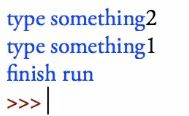 type something2
type something1
finish run
>>>